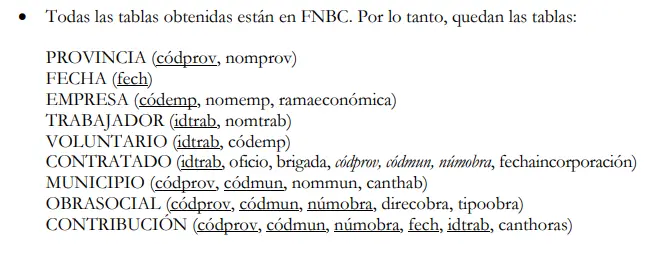 • Todas las tablas obtenidas están en FNBC. Por lo tanto, quedan las tablas:
PROVINCIA (códprov, nomprov)
FECHA (fech)
EMPRESA (códemp, nomemp, ramaeconómica)
TRABAJADOR (idtrab, nomtrab)
VOLUNTARIO (idtrab, códemp)
CONTRATADO (idtrab, oficio, brigada, códprov, códmun, númobra, fechaincorporación)
MUNICIPIO (códprov, códmun, nommun, canthab)
OBRASOCIAL (códprov, códmun, númobra, direcobra, tipoobra)
CONTRIBUCIÓN (códprov, códmun, númobra, fech, idtrab, canthoras)